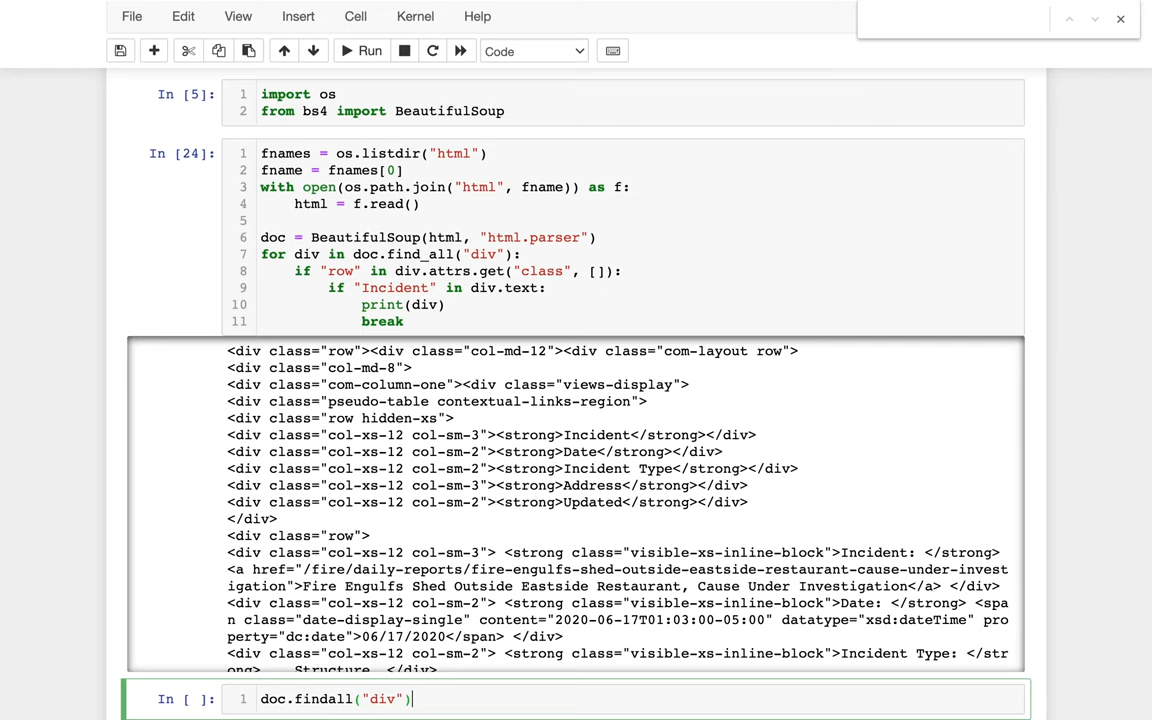 File Edit View Insert Cell Kernel Help
Run Code
In [5]: 1 import os
2 from bs4 import BeautifulSoup
In [24]: 1 fnames = os.listdir("html")
2 fname = fnames[0]
3 with open(os.path.join("html", fname)) as f:
4 html = f.read()
5
6 doc = BeautifulSoup(html, "html.parser")
7 for div in doc.find_all("div"):
8 if "row" in div.attrs.get("class", []):
9 if "Incident" in div.text:
10 print(div)
11 break
<div class="row"><div class="col-md-12"><div class="com-layout row">
<div class="col-md-8">
<div class="com-column-one"><div class="views-display">
<div class="pseudo-table contextual-links-region">
<div class="row hidden-xs">
<div class="col-xs-12 col-sm-3"><strong>Incident</strong></div>
<div class="col-xs-12 col-sm-2"><strong>Date</strong></div>
<div class="col-xs-12 col-sm-2"><strong>Incident Type</strong></div>
<div class="col-xs-12 col-sm-3"><strong>Address</strong></div>
<div class="col-xs-12 col-sm-2"><strong>Updated</strong></div>
</div>
<div class="row">
<div class="col-xs-12 col-sm-3"> <strong class="visible-xs-inline-block">Incident: </strong>
<a href="/fire/daily-reports/fire-engulfs-shed-outside-eastside-restaurant-cause-under-invest
igation">Fire Engulfs Shed Outside Eastside Restaurant, Cause Under Investigation</a> </div>
<div class="col-xs-12 col-sm-2"> <strong class="visible-xs-inline-block">Date: </strong> <spa
n class="date-display-single" content="2020-06-17T01:03:00-05:00" datatype="xsd:dateTime" pro
perty="dc:date">06/17/2020</span> </div>
<div class="col-xs-12 col-sm-2"> <strong class="visible-xs-inline-block">Incident Type: </str
ong> Structure </div>
In [ ]: 1 doc.findall("div")